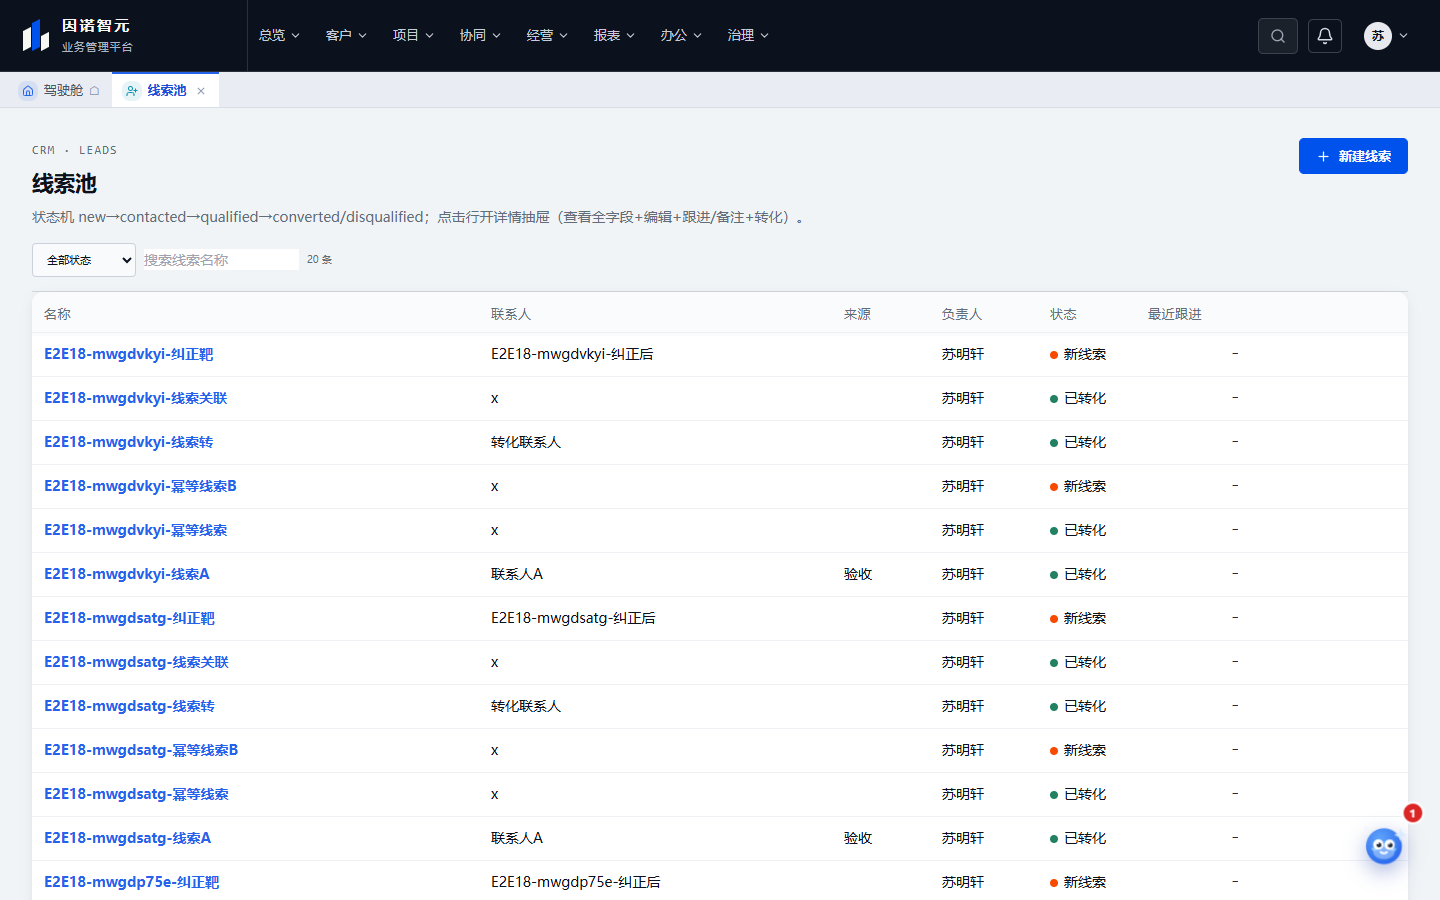 因诺智元
业务管理平台
总览 客户 项目 协同 经营 报表 办公 治理
苏
驾驶舱 线索池
CRM · LEADS
新建线索
线索池
状态机 new→contacted→qualified→converted/disqualified；点击行开详情抽屉（查看全字段+编辑+跟进/备注+转化）。
全部状态 搜索线索名称 20 条
名称 联系人 来源 负责人 状态 最近跟进
E2E18-mwgdvkyi-纠正靶 E2E18-mwgdvkyi-纠正后 苏明轩 新线索 -
E2E18-mwgdvkyi-线索关联 x 苏明轩 已转化 -
E2E18-mwgdvkyi-线索转 转化联系人 苏明轩 已转化 -
E2E18-mwgdvkyi-幂等线索B x 苏明轩 新线索 -
E2E18-mwgdvkyi-幂等线索 x 苏明轩 已转化 -
E2E18-mwgdvkyi-线索A 联系人A 验收 苏明轩 已转化 -
E2E18-mwgdsatg-纠正靶 E2E18-mwgdsatg-纠正后 苏明轩 新线索 -
E2E18-mwgdsatg-线索关联 x 苏明轩 已转化 -
E2E18-mwgdsatg-线索转 转化联系人 苏明轩 已转化 -
E2E18-mwgdsatg-幂等线索B x 苏明轩 新线索 -
E2E18-mwgdsatg-幂等线索 x 苏明轩 已转化 -
E2E18-mwgdsatg-线索A 联系人A 验收 苏明轩 已转化 -
1
E2E18-mwgdp75e-纠正靶 E2E18-mwgdp75e-纠正后 苏明轩 新线索 -